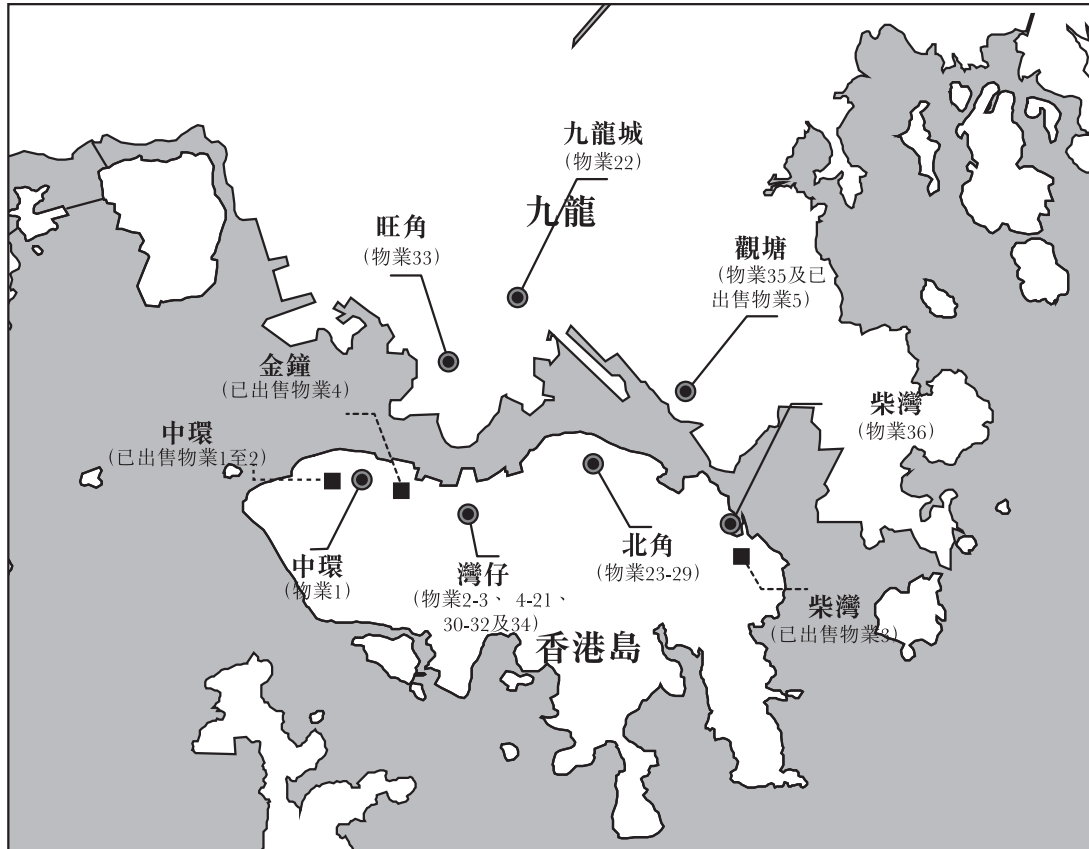 九龍城
(物業22)
九龍
旺角
(物業33)
觀塘
(物業35及已
出售物業5)
金鐘
(已出售物業4)
柴灣
(物業36)
中環
(已出售物業1至2)
中環
(物業1)
灣仔
(物業2-3、 4-21、
30-32及34)
北角
(物業23-29)
柴灣
(已出售物業3)
香港島